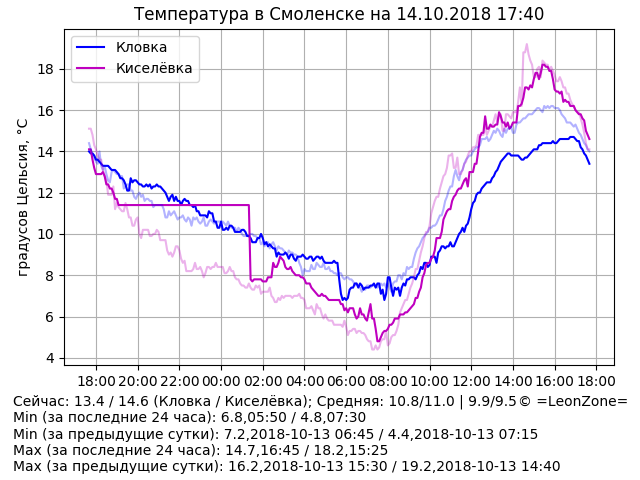 Температура в Смоленске на 14.10.2018 17:40
Кловка
Киселёвка
градусов Цельсия, °C
18
16
14
12
10
8
6
4
18:00 20:00 22:00 00:00 02:00 04:00 06:00 08:00 10:00 12:00 14:00 16:00 18:00
Сейчас: 13.4 / 14.6 (Кловка / Киселёвка); Средняя: 10.8/11.0 | 9.9/9.5© =LeonZone=
Min (за последние 24 часа): 6.8,05:50 / 4.8,07:30
Min (за предыдущие сутки): 7.2,2018-10-13 06:45 / 4.4,2018-10-13 07:15
Max (за последние 24 часа): 14.7,16:45 / 18.2,15:25
Max (за предыдущие сутки): 16.2,2018-10-13 15:30 / 19.2,2018-10-13 14:40